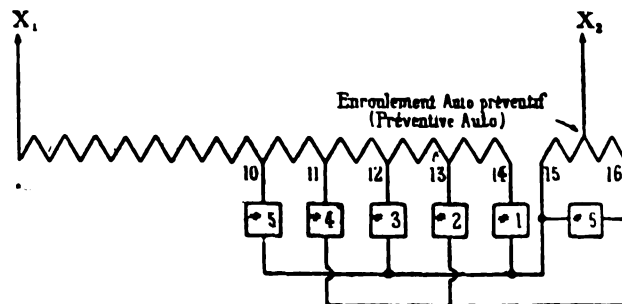 X₁ X₂
Enroulement Auto préventif
(Préventive Auto)
10 11 12 13 14 15 16
5 4 3 2 1 5